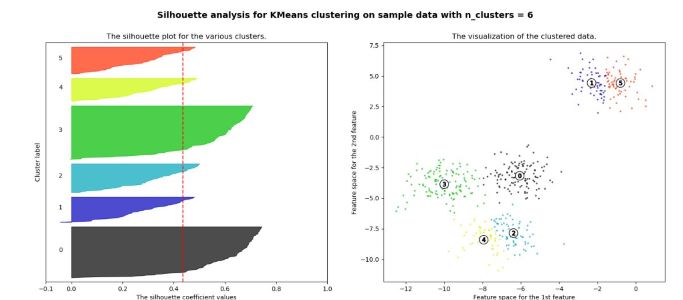 Silhouette analysis for KMeans clustering on sample data with n_clusters = 6
The silhouette plot for the various clusters.
Cluster label
5
4
3
2
1
0
-0.1 0.0 0.2 0.4 0.6 0.8 1.0
The silhouette coefficient values
The visualization of the clustered data.
Feature space for the 2nd feature
7.5
5.0
2.5
0.0
−2.5
−5.0
−7.5
−10.0
1 5
0
3
2
4
−12 −10 −8 −6 −4 −2 0
Feature space for the 1st feature